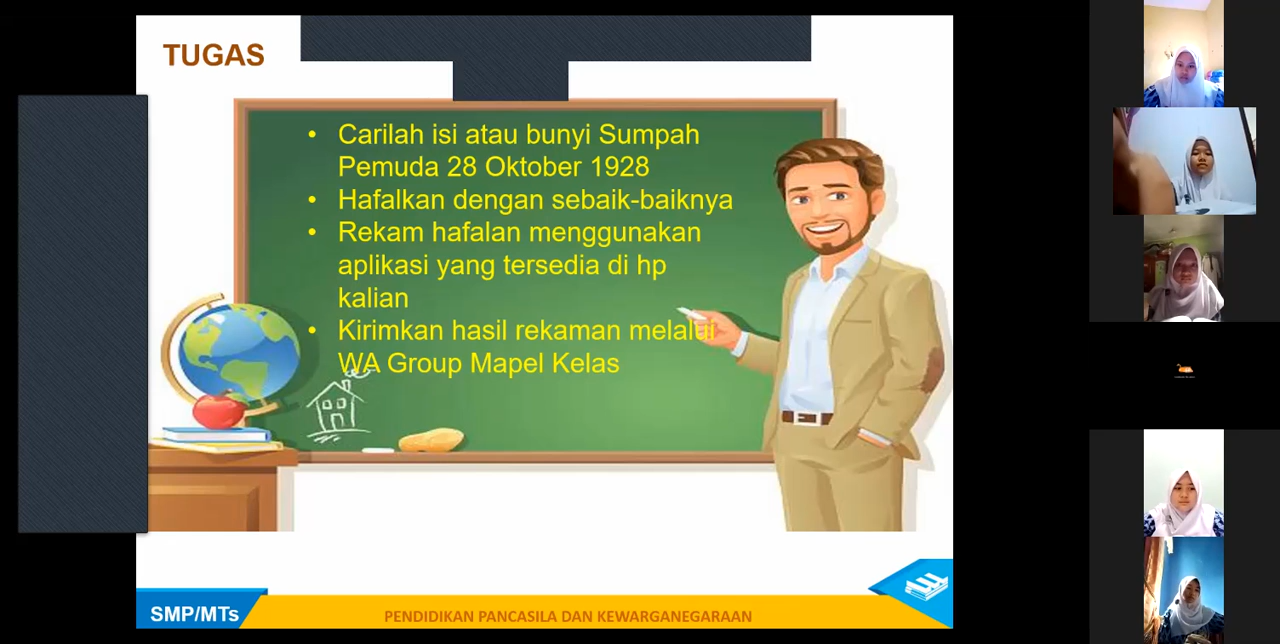 TUGAS
• Carilah isi atau bunyi Sumpah
Pemuda 28 Oktober 1928
• Hafalkan dengan sebaik-baiknya
• Rekam hafalan menggunakan
aplikasi yang tersedia di hp
kalian
• Kirimkan hasil rekaman melalui
WA Group Mapel Kelas
SMP/MTs
PENDIDIKAN PANCASILA DAN KEWARGANEGARAAN